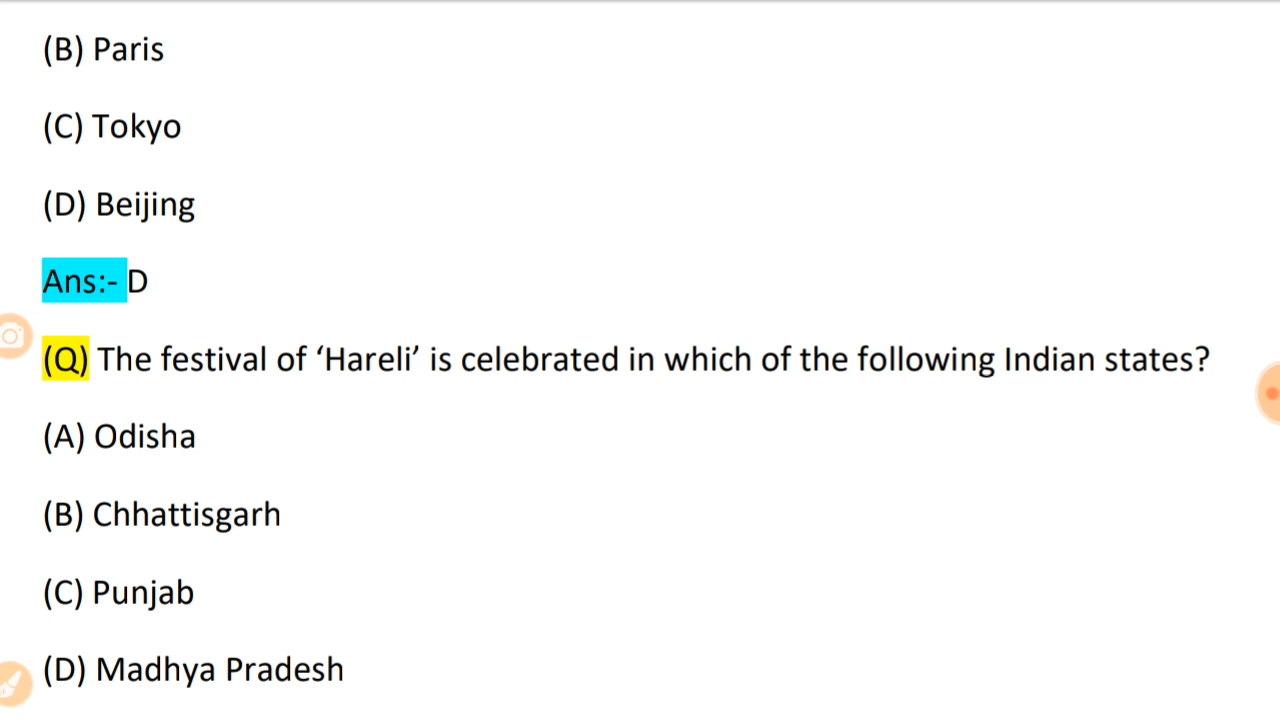 (B) Paris
(C) Tokyo
(D) Beijing
Ans:- D
(Q) The festival of ‘Hareli’ is celebrated in which of the following Indian states?
(A) Odisha
(B) Chhattisgarh
(C) Punjab
(D) Madhya Pradesh